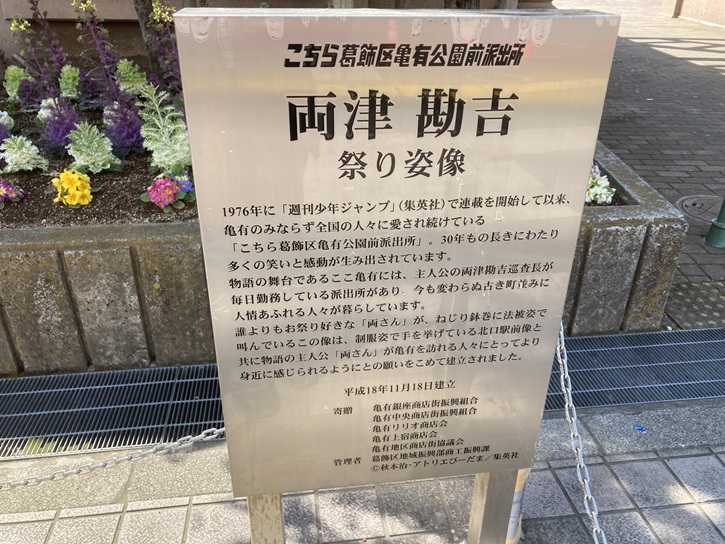 こちら葛飾区亀有公園前派出所
両津 勘吉
祭り姿像
1976年に「週刊少年ジャンプ」(集英社)で連載を開始して以来、
亀有のみならず全国の人々に愛され続けている
「こちら葛飾区亀有公園前派出所」。30年もの長きにわたり
多くの笑いと感動が生み出されています。
物語の舞台であるここ亀有には、主人公の両津勘吉巡査長が
毎日勤務している派出所があり、今も変わらぬ古き町並みに
人情あふれる人々が暮らしています。
誰よりもお祭り好きな「両さん」が、ねじり鉢巻に法被姿で
叫んでいるこの像は、制服姿で手を挙げている北口駅前像と
共に物語の主人公「両さん」が亀有を訪れる人々にとってより
身近に感じられるようにとの願いをこめて建立されました。
平成18年11月18日建立
寄贈 亀有銀座商店街振興組合
亀有中央商店街振興組合
亀有リリオ商店会
亀有上宿商店会
亀有地区商店街協議会
管理者 葛飾区地域振興部商工振興課
©秋本治・アトリエびーだま/集英社